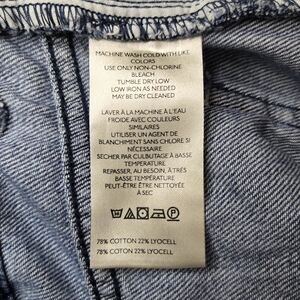 MACHINE WASH COLD WITH LIKE
COLORS
USE ONLY NON-CHLORINE
BLEACH
TUMBLE DRY LOW
LOW IRON AS NEEDED
MAY BE DRY CLEANED
LAVER À LA MACHINE À L'EAU
FROIDE AVEC COULEURS
SIMILAIRES
UTILISER UN AGENT DE
BLANCHIMENT SANS CHLORE SI
NÉCESSAIRE
SECHER PAR CULBUTAGE À BASSE
TEMPERATURE
REPASSER, AU BESOIN, À TRÈS
BASSE TEMPÉRATURE
PEUT-ÊTRE ÊTRE NETTOYÉE
À SEC
P
78% COTTON 22% LYOCELL
78% COTTON 22% LYOCELL